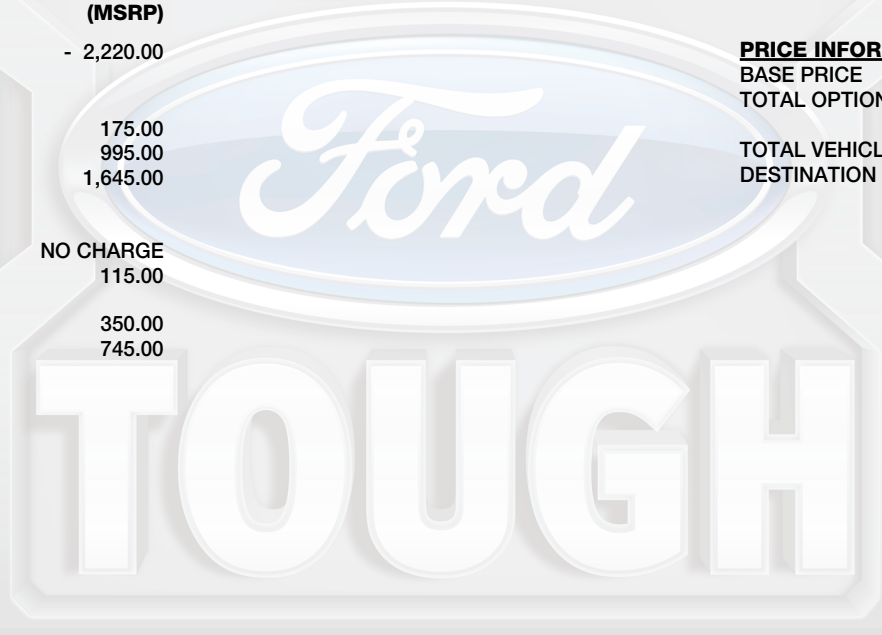 (MSRP)
- 2,220.00
175.00
995.00
1,645.00
NO CHARGE
115.00
350.00
745.00
PRICE INFOR
BASE PRICE
TOTAL OPTION
TOTAL VEHICL
DESTINATION
Ford
TOUGH